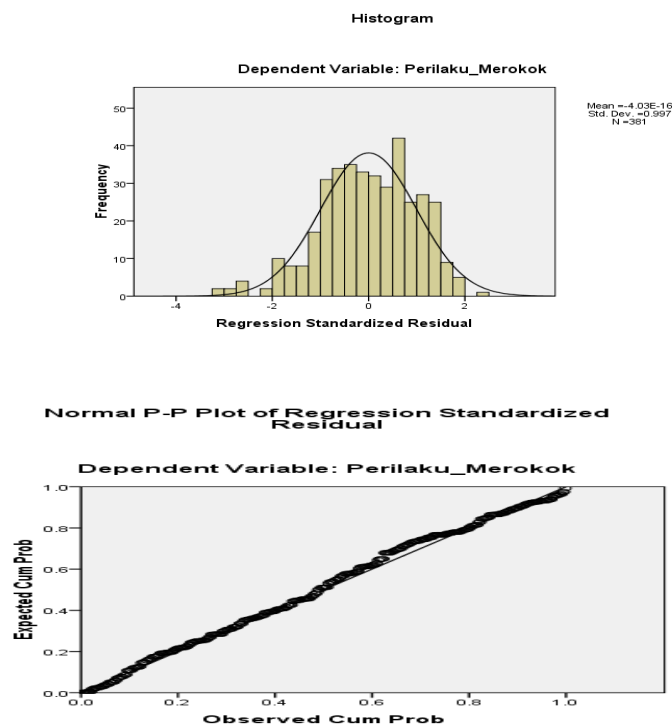 Histogram
Dependent Variable: Perilaku_Merokok
Mean =-4.03E-16
Std. Dev. =0.997
N =381
50
40
30
20
10
0
Frequency
-4
-2
0
2
Regression Standardized Residual
Normal P-P Plot of Regression Standardized
Residual
Dependent Variable: Perilaku_Merokok
1.0
0.8
0.6
0.4
0.2
0.0
Expected Cum Prob
0.0
0.2
0.4
0.6
0.8
1.0
Observed Cum Prob